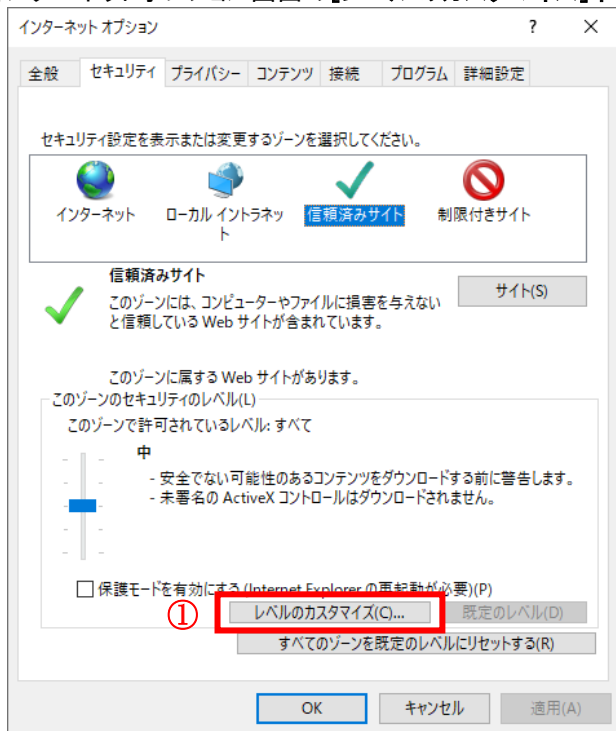 インターネット オプション ? ×
全般 セキュリティ プライバシー コンテンツ 接続 プログラム 詳細設定
セキュリティ設定を表示または変更するゾーンを選択してください。
インターネット ローカル イントラネット 信頼済みサイト 制限付きサイト
信頼済みサイト
サイト(S)
このゾーンには、コンピューターやファイルに損害を与えない
と信頼している Web サイトが含まれています。
このゾーンに属する Web サイトがあります。
このゾーンのセキュリティのレベル(L)
このゾーンで許可されているレベル: すべて
中
- 安全でない可能性のあるコンテンツをダウンロードする前に警告します。
- 未署名の ActiveX コントロールはダウンロードされません。
保護モードを有効にする (Internet Explorer の再起動が必要)(P)
① レベルのカスタマイズ(C)... 既定のレベル(D)
すべてのゾーンを既定のレベルにリセットする(R)
OK キャンセル 適用(A)